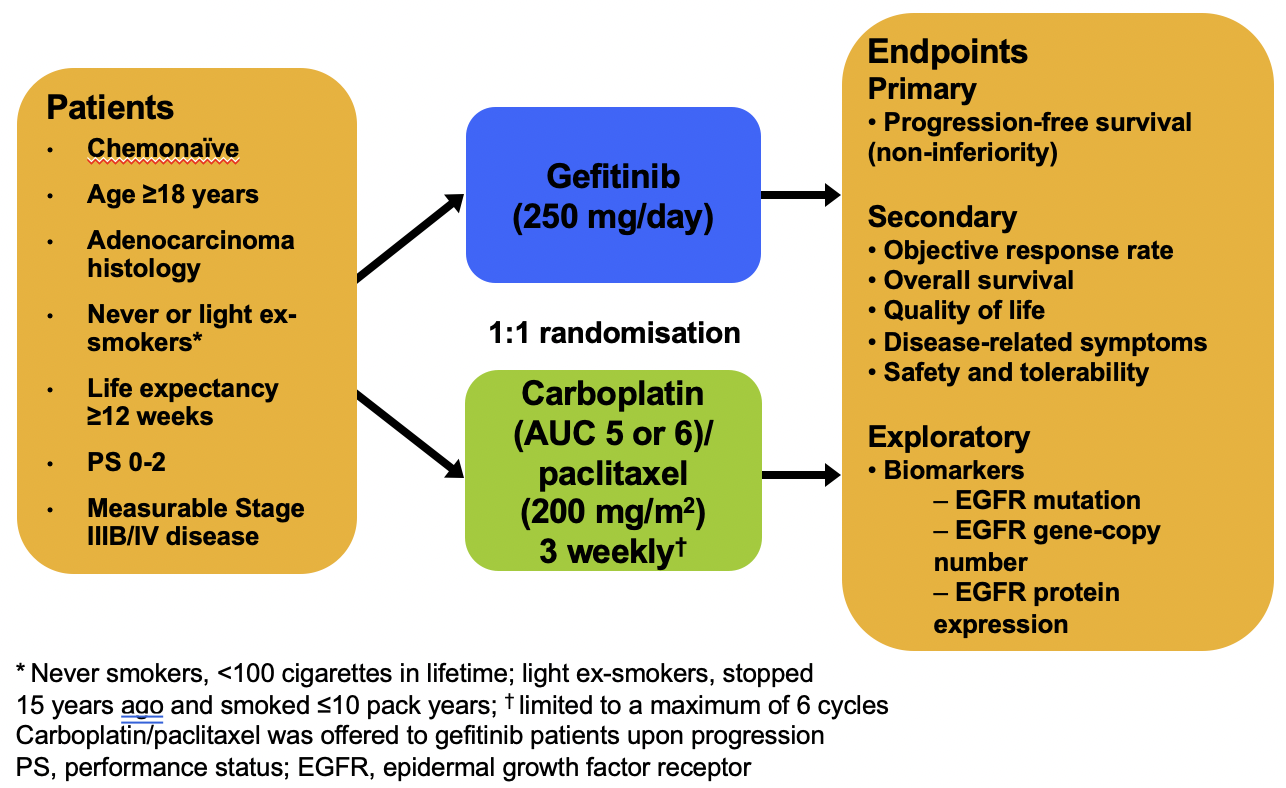 Patients
• Chemonaïve
• Age ≥18 years
• Adenocarcinoma
histology
• Never or light ex-
smokers*
• Life expectancy
≥12 weeks
• PS 0-2
• Measurable Stage
IIIB/IV disease
Gefitinib
(250 mg/day)
1:1 randomisation
Carboplatin
(AUC 5 or 6)/
paclitaxel
(200 mg/m²)
3 weekly†
Endpoints
Primary
• Progression-free survival
(non-inferiority)
Secondary
• Objective response rate
• Overall survival
• Quality of life
• Disease-related symptoms
• Safety and tolerability
Exploratory
• Biomarkers
– EGFR mutation
– EGFR gene-copy
number
– EGFR protein
expression
* Never smokers, <100 cigarettes in lifetime; light ex-smokers, stopped
15 years ago and smoked ≤10 pack years; † limited to a maximum of 6 cycles
Carboplatin/paclitaxel was offered to gefitinib patients upon progression
PS, performance status; EGFR, epidermal growth factor receptor